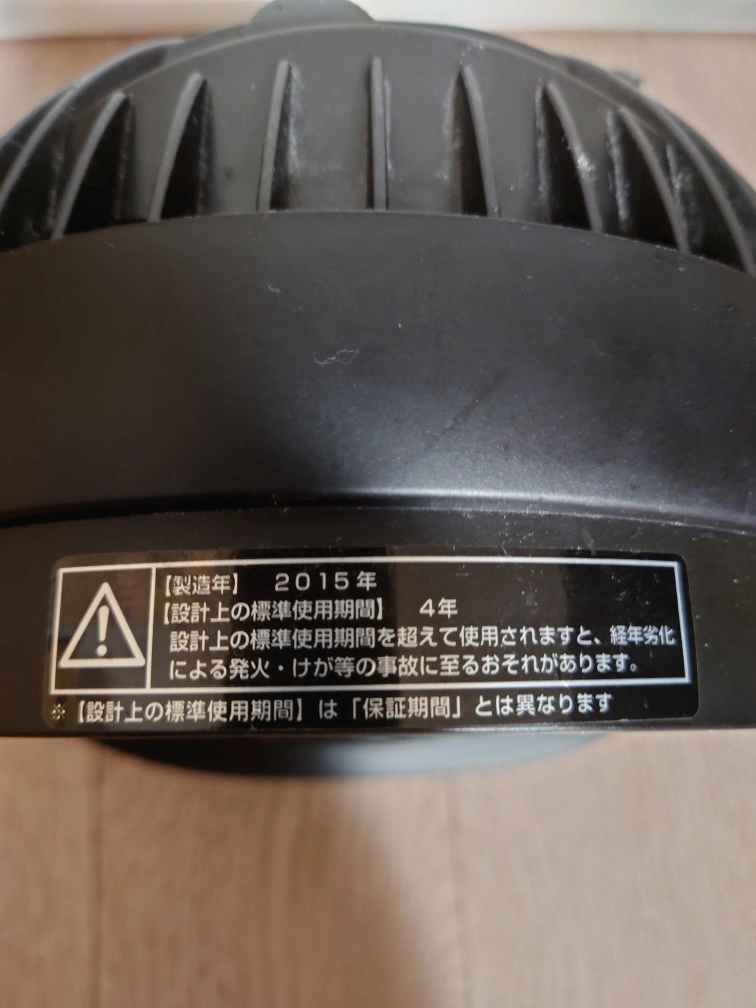 【製造年】 2015年
【設計上の標準使用期間】 4年
設計上の標準使用期間を超えて使用されますと、経年劣化
による発火・けが等の事故に至るおそれがあります。
※【設計上の標準使用期間】は「保証期間」とは異なります